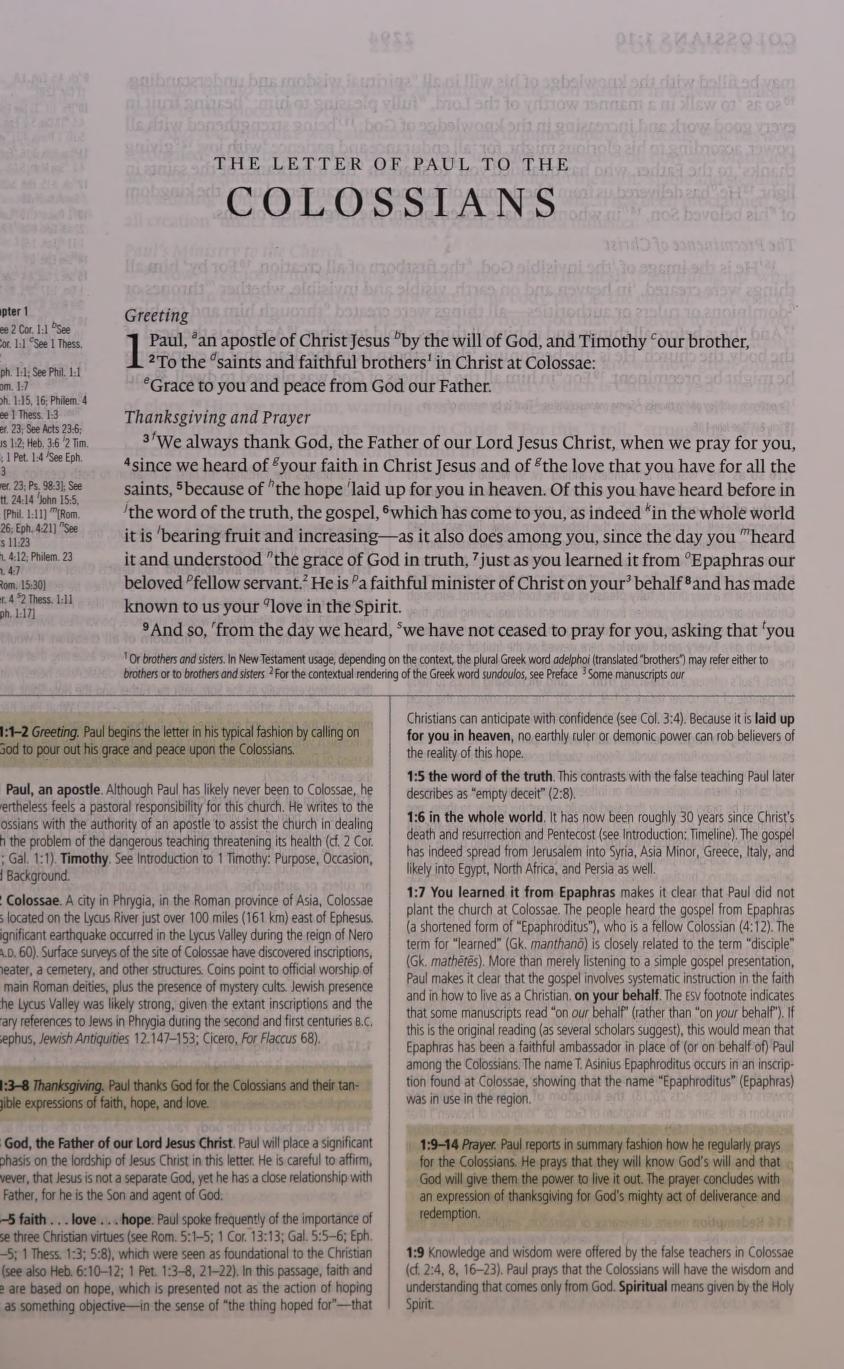 THE LETTER OF PAUL TO THE
COLOSSIANS
Greeting
1 Paul, ᵃan apostle of Christ Jesus ᵇby the will of God, and Timothy ᶜour brother,
²To the ᵈsaints and faithful brothers¹ in Christ at Colossae:
ᵉGrace to you and peace from God our Father.
Thanksgiving and Prayer
³ᶠWe always thank God, the Father of our Lord Jesus Christ, when we pray for you,
⁴since we heard of ᵍyour faith in Christ Jesus and of ᵍthe love that you have for all the
saints, ⁵because of ʰthe hope ⁱlaid up for you in heaven. Of this you have heard before in
ʲthe word of the truth, the gospel, ⁶which has come to you, as indeed ᵏin the whole world
it is ˡbearing fruit and increasing—as it also does among you, since the day you ᵐheard
it and understood ⁿthe grace of God in truth, ⁷just as you learned it from ᵒEpaphras our
beloved ᵖfellow servant.² He is ᵖa faithful minister of Christ on your³ behalf ⁸and has made
known to us your ᑫlove in the Spirit.
⁹And so, ʳfrom the day we heard, ˢwe have not ceased to pray for you, asking that ᵗyou
¹ Or brothers and sisters. In New Testament usage, depending on the context, the plural Greek word adelphoi (translated “brothers”) may refer either to
brothers or to brothers and sisters ² For the contextual rendering of the Greek word sundoulos, see Preface ³ Some manuscripts our
pter 1
ee 2 Cor. 1:1 ᵇSee
Cor. 1:1 ᶜSee 1 Thess.
ph. 1:1; See Phil. 1:1
om. 1:7
ph. 1:15, 16; Philem. 4
ee 1 Thess. 1:3
er. 23; See Acts 23:6;
us 1:2; Heb. 3:6 ⁱ2 Tim.
; 1 Pet. 1:4 ʲSee Eph.
3
ver. 23; Ps. 98:3]; See
tt. 24:14 ˡJohn 15:5,
[Phil. 1:11] ᵐ[Rom.
26; Eph. 4:21] ⁿSee
s 11:23
h. 4:12; Philem. 23
h. 4:7
Rom. 15:30]
er. 4 ˢ2 Thess. 1:11
ph. 1:17]
1:1–2 Greeting. Paul begins the letter in his typical fashion by calling on
God to pour out his grace and peace upon the Colossians.
Paul, an apostle. Although Paul has likely never been to Colossae, he
ertheless feels a pastoral responsibility for this church. He writes to the
ossians with the authority of an apostle to assist the church in dealing
h the problem of the dangerous teaching threatening its health (cf. 2 Cor.
; Gal. 1:1). Timothy. See Introduction to 1 Timothy: Purpose, Occasion,
Background.
Colossae. A city in Phrygia, in the Roman province of Asia, Colossae
s located on the Lycus River just over 100 miles (161 km) east of Ephesus.
ignificant earthquake occurred in the Lycus Valley during the reign of Nero
A.D. 60). Surface surveys of the site of Colossae have discovered inscriptions,
eater, a cemetery, and other structures. Coins point to official worship of
main Roman deities, plus the presence of mystery cults. Jewish presence
he Lycus Valley was likely strong, given the extant inscriptions and the
rary references to Jews in Phrygia during the second and first centuries B.C.
sephus, Jewish Antiquities 12.147–153; Cicero, For Flaccus 68).
1:3–8 Thanksgiving. Paul thanks God for the Colossians and their tan-
gible expressions of faith, hope, and love.
God, the Father of our Lord Jesus Christ. Paul will place a significant
phasis on the lordship of Jesus Christ in this letter. He is careful to affirm,
wever, that Jesus is not a separate God, yet he has a close relationship with
Father, for he is the Son and agent of God.
–5 faith . . . love . . . hope. Paul spoke frequently of the importance of
se three Christian virtues (see Rom. 5:1–5; 1 Cor. 13:13; Gal. 5:5–6; Eph.
–5; 1 Thess. 1:3; 5:8), which were seen as foundational to the Christian
(see also Heb. 6:10–12; 1 Pet. 1:3–8, 21–22). In this passage, faith and
e are based on hope, which is presented not as the action of hoping
as something objective—in the sense of “the thing hoped for”—that
Christians can anticipate with confidence (see Col. 3:4). Because it is laid up
for you in heaven, no earthly ruler or demonic power can rob believers of
the reality of this hope.
1:5 the word of the truth. This contrasts with the false teaching Paul later
describes as “empty deceit” (2:8).
1:6 in the whole world. It has now been roughly 30 years since Christ’s
death and resurrection and Pentecost (see Introduction: Timeline). The gospel
has indeed spread from Jerusalem into Syria, Asia Minor, Greece, Italy, and
likely into Egypt, North Africa, and Persia as well.
1:7 You learned it from Epaphras makes it clear that Paul did not
plant the church at Colossae. The people heard the gospel from Epaphras
(a shortened form of “Epaphroditus”), who is a fellow Colossian (4:12). The
term for “learned” (Gk. manthanō) is closely related to the term “disciple”
(Gk. mathētēs). More than merely listening to a simple gospel presentation,
Paul makes it clear that the gospel involves systematic instruction in the faith
and in how to live as a Christian. on your behalf. The ESV footnote indicates
that some manuscripts read “on our behalf” (rather than “on your behalf”). If
this is the original reading (as several scholars suggest), this would mean that
Epaphras has been a faithful ambassador in place of (or on behalf of) Paul
among the Colossians. The name T. Asinius Epaphroditus occurs in an inscrip-
tion found at Colossae, showing that the name “Epaphroditus” (Epaphras)
was in use in the region.
1:9–14 Prayer. Paul reports in summary fashion how he regularly prays
for the Colossians. He prays that they will know God’s will and that
God will give them the power to live it out. The prayer concludes with
an expression of thanksgiving for God’s mighty act of deliverance and
redemption.
1:9 Knowledge and wisdom were offered by the false teachers in Colossae
(cf. 2:4, 8, 16–23). Paul prays that the Colossians will have the wisdom and
understanding that comes only from God. Spiritual means given by the Holy
Spirit.